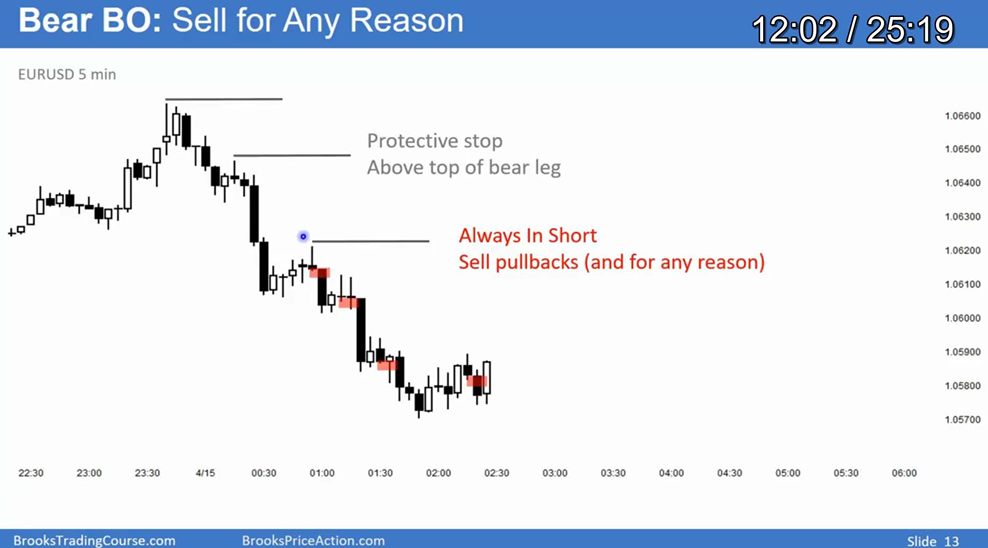 Bear BO: Sell for Any Reason
12:02 / 25:19
EURUSD 5 min
1.06600
Protective stop
1.06500
Above top of bear leg
1.06400
1.06300
Always In Short
1.06200
Sell pullbacks (and for any reason)
1.06100
1.06000
1.05900
1.05800
1.05700
22:30 23:00 23:30 4/15 00:30 01:00 01:30 02:00 02:30 03:00 03:30 04:00 04:30 05:00 05:30 06:00
BrooksTradingCourse.com BrooksPriceAction.com Slide 13